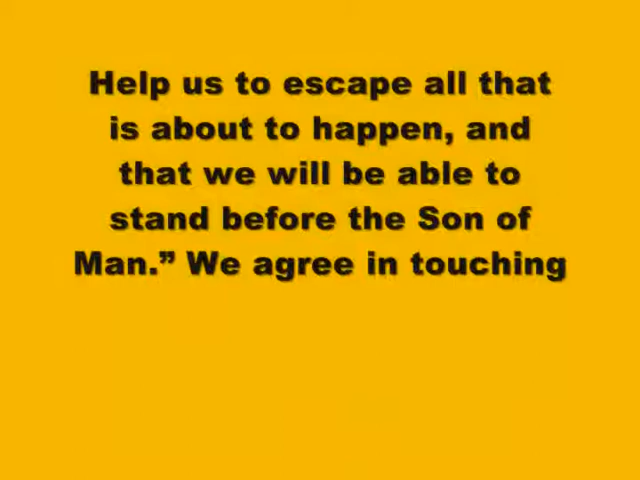 Help us to escape all that
is about to happen, and
that we will be able to
stand before the Son of
Man.” We agree in touching